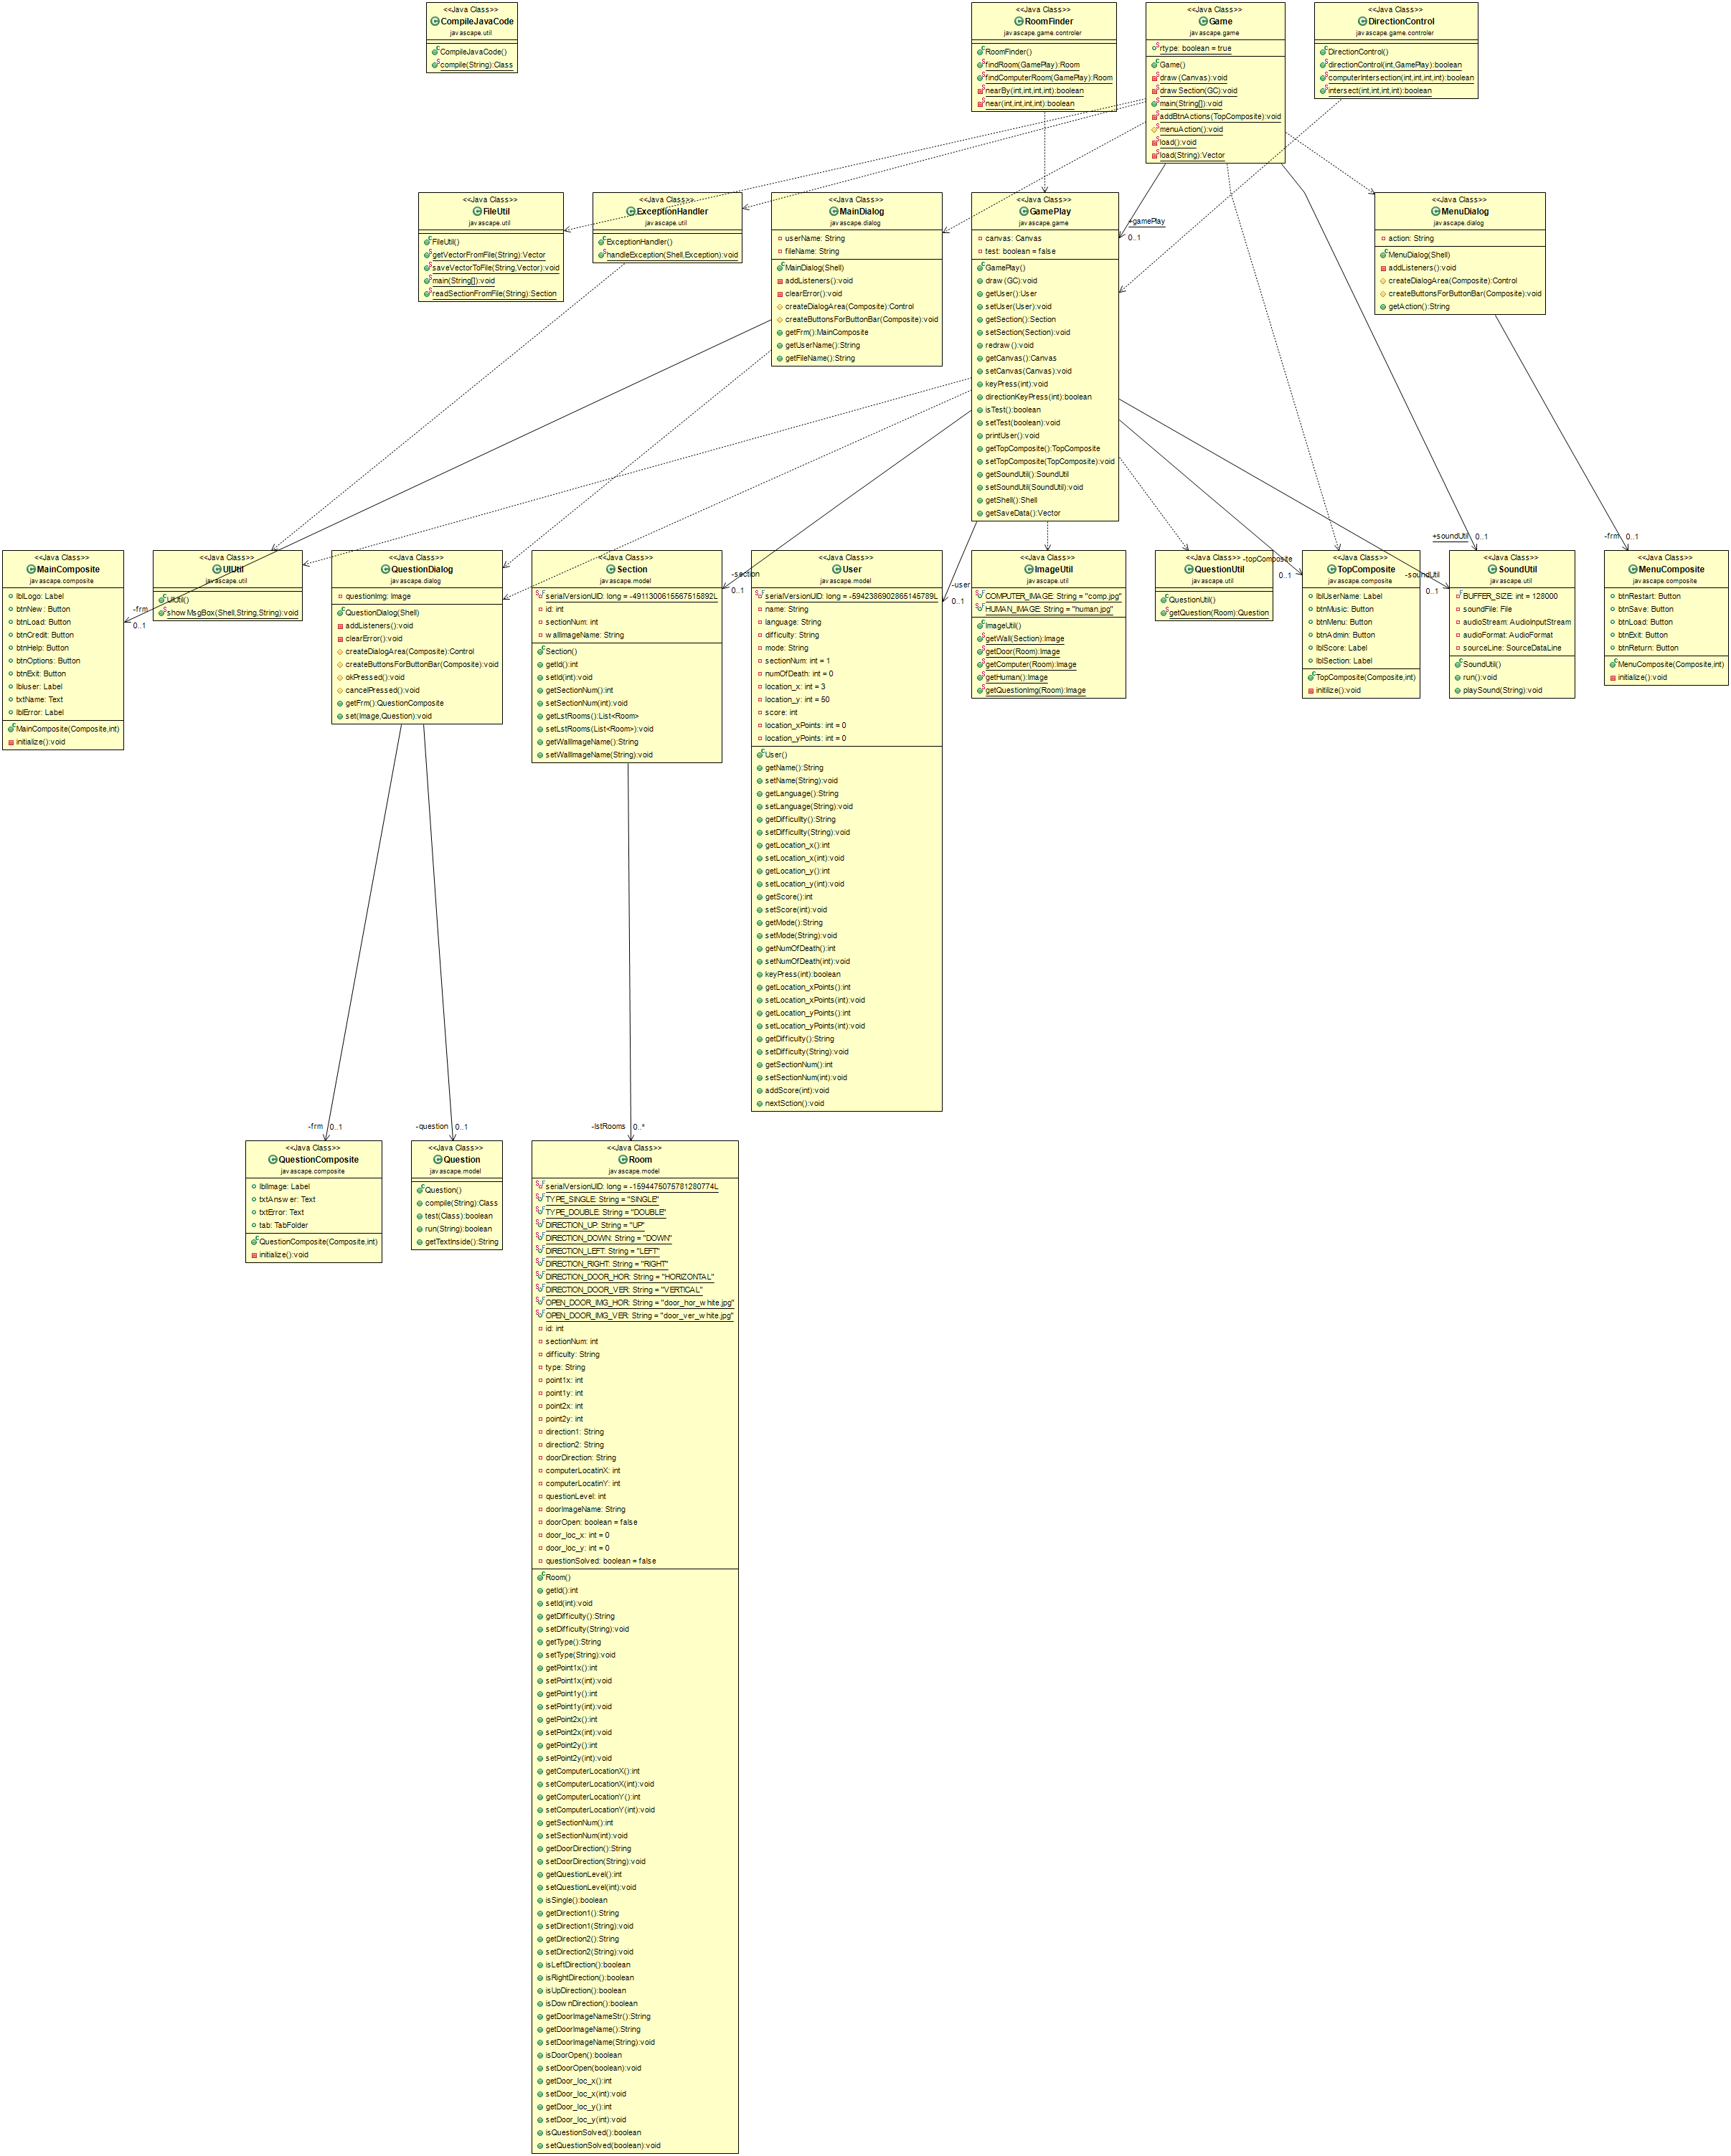 <<Java Class>>
CompileJavaCode
javascape.util
CompileJavaCode()
compile(String):Class
<<Java Class>>
RoomFinder
javascape.game.controler
RoomFinder()
findRoom(GamePlay):Room
findComputerRoom(GamePlay):Room
nearBy(int,int,int,int):boolean
near(int,int,int,int):boolean
<<Java Class>>
Game
javascape.game
rtype: boolean = true
Game()
draw(Canvas):void
drawSection(GC):void
main(String[]):void
addBtnActions(TopComposite):void
menuAction():void
load():void
load(String):Vector
<<Java Class>>
DirectionControl
javascape.game.controler
DirectionControl()
directionControl(int,GamePlay):boolean
computerIntersection(int,int,int,int):boolean
intersect(int,int,int,int):boolean
<<Java Class>>
FileUtil
javascape.util
FileUtil()
getVectorFromFile(String):Vector
saveVectorToFile(String,Vector):void
main(String[]):void
readSectionFromFile(String):Section
<<Java Class>>
ExceptionHandler
javascape.util
ExceptionHandler()
handleException(Shell,Exception):void
<<Java Class>>
MainDialog
javascape.dialog
userName: String
fileName: String
MainDialog(Shell)
addListeners():void
clearError():void
createDialogArea(Composite):Control
createButtonsForButtonBar(Composite):void
getFrm():MainComposite
getUserName():String
getFileName():String
<<Java Class>>
GamePlay
javascape.game
canvas: Canvas
test: boolean = false
GamePlay()
draw(GC):void
getUser():User
setUser(User):void
getSection():Section
setSection(Section):void
redraw():void
getCanvas():Canvas
setCanvas(Canvas):void
keyPress(int):void
directionKeyPress(int):boolean
isTest():boolean
setTest(boolean):void
printUser():void
getTopComposite():TopComposite
setTopComposite(TopComposite):void
getSoundUtil():SoundUtil
setSoundUtil(SoundUtil):void
getShell():Shell
getSaveData():Vector
+gamePlay
0..1
<<Java Class>>
MenuDialog
javascape.dialog
action: String
MenuDialog(Shell)
addListeners():void
createDialogArea(Composite):Control
createButtonsForButtonBar(Composite):void
getAction():String
<<Java Class>>
MainComposite
javascape.composite
lblLogo: Label
btnNew: Button
btnLoad: Button
btnCredit: Button
btnHelp: Button
btnOptions: Button
btnExit: Button
lbluser: Label
txtName: Text
lblError: Label
MainComposite(Composite,int)
initialize():void
-frm
0..1
<<Java Class>>
UIUtil
javascape.util
UIUtil()
showMsgBox(Shell,String,String):void
<<Java Class>>
QuestionDialog
javascape.dialog
questionImg: Image
QuestionDialog(Shell)
addListeners():void
clearError():void
createDialogArea(Composite):Control
createButtonsForButtonBar(Composite):void
okPressed():void
cancelPressed():void
getFrm():QuestionComposite
set(Image,Question):void
<<Java Class>>
Section
javascape.model
serialVersionUID: long = -4911300615567515892L
id: int
sectionNum: int
wallImageName: String
Section()
getId():int
setId(int):void
getSectionNum():int
setSectionNum(int):void
getLstRooms():List<Room>
setLstRooms(List<Room>):void
getWallImageName():String
setWallImageName(String):void
-section
0..1
<<Java Class>>
User
javascape.model
serialVersionUID: long = -5942386902865145789L
name: String
language: String
difficulty: String
mode: String
sectionNum: int = 1
numOfDeath: int = 0
location_x: int = 3
location_y: int = 50
score: int
location_xPoints: int = 0
location_yPoints: int = 0
User()
getName():String
setName(String):void
getLanguage():String
setLanguage(String):void
getDifficullty():String
setDifficullty(String):void
getLocation_x():int
setLocation_x(int):void
getLocation_y():int
setLocation_y(int):void
getScore():int
setScore(int):void
getMode():String
setMode(String):void
getNumOfDeath():int
setNumOfDeath(int):void
keyPress(int):boolean
getLocation_xPoints():int
setLocation_xPoints(int):void
getLocation_yPoints():int
setLocation_yPoints(int):void
getDifficulty():String
setDifficulty(String):void
getSectionNum():int
setSectionNum(int):void
addScore(int):void
nextSction():void
-user
0..1
<<Java Class>>
ImageUtil
javascape.util
COMPUTER_IMAGE: String = "comp.jpg"
HUMAN_IMAGE: String = "human.jpg"
ImageUtil()
getWall(Section):Image
getDoor(Room):Image
getComputer(Room):Image
getHuman():Image
getQuestionImg(Room):Image
<<Java Class>>
QuestionUtil
javascape.util
QuestionUtil()
getQuestion(Room):Question
-topComposite
0..1
<<Java Class>>
TopComposite
javascape.composite
lblUserName: Label
btnMusic: Button
btnMenu: Button
btnAdmin: Button
lblScore: Label
lblSection: Label
TopComposite(Composite,int)
initilize():void
+soundUtil 0..1
-soundUtil
0..1
<<Java Class>>
SoundUtil
javascape.util
BUFFER_SIZE: int = 128000
soundFile: File
audioStream: AudioInputStream
audioFormat: AudioFormat
sourceLine: SourceDataLine
SoundUtil()
run():void
playSound(String):void
-frm 0..1
<<Java Class>>
MenuComposite
javascape.composite
btnRestart: Button
btnSave: Button
btnLoad: Button
btnExit: Button
btnReturn: Button
MenuComposite(Composite,int)
initialize():void
-frm 0..1
<<Java Class>>
QuestionComposite
javascape.composite
lblImage: Label
txtAnswer: Text
txtError: Text
tab: TabFolder
QuestionComposite(Composite,int)
initialize():void
-question 0..1
<<Java Class>>
Question
javascape.model
Question()
compile(String):Class
test(Class):boolean
run(String):boolean
getTextInside():String
-lstRooms 0..*
<<Java Class>>
Room
javascape.model
serialVersionUID: long = -1594475075781280774L
TYPE_SINGLE: String = "SINGLE"
TYPE_DOUBLE: String = "DOUBLE"
DIRECTION_UP: String = "UP"
DIRECTION_DOWN: String = "DOWN"
DIRECTION_LEFT: String = "LEFT"
DIRECTION_RIGHT: String = "RIGHT"
DIRECTION_DOOR_HOR: String = "HORIZONTAL"
DIRECTION_DOOR_VER: String = "VERTICAL"
OPEN_DOOR_IMG_HOR: String = "door_hor_white.jpg"
OPEN_DOOR_IMG_VER: String = "door_ver_white.jpg"
id: int
sectionNum: int
difficulty: String
type: String
point1x: int
point1y: int
point2x: int
point2y: int
direction1: String
direction2: String
doorDirection: String
computerLocatinX: int
computerLocatinY: int
questionLevel: int
doorImageName: String
doorOpen: boolean = false
door_loc_x: int = 0
door_loc_y: int = 0
questionSolved: boolean = false
Room()
getId():int
setId(int):void
getDifficulty():String
setDifficulty(String):void
getType():String
setType(String):void
getPoint1x():int
setPoint1x(int):void
getPoint1y():int
setPoint1y(int):void
getPoint2x():int
setPoint2x(int):void
getPoint2y():int
setPoint2y(int):void
getComputerLocationX():int
setComputerLocationX(int):void
getComputerLocationY():int
setComputerLocationY(int):void
getSectionNum():int
setSectionNum(int):void
getDoorDirection():String
setDoorDirection(String):void
getQuestionLevel():int
setQuestionLevel(int):void
isSingle():boolean
getDirection1():String
setDirection1(String):void
getDirection2():String
setDirection2(String):void
isLeftDirection():boolean
isRightDirection():boolean
isUpDirection():boolean
isDownDirection():boolean
getDoorImageNameStr():String
getDoorImageName():String
setDoorImageName(String):void
isDoorOpen():boolean
setDoorOpen(boolean):void
getDoor_loc_x():int
setDoor_loc_x(int):void
getDoor_loc_y():int
setDoor_loc_y(int):void
isQuestionSolved():boolean
setQuestionSolved(boolean):void